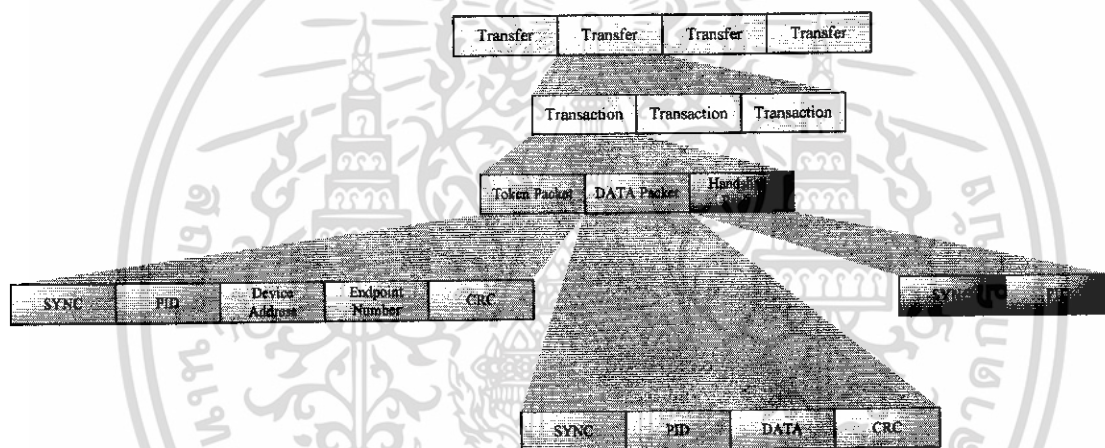 Transfer Transfer Transfer Transfer
Transaction Transaction Transaction
Token Packet DATA Packet
SYNC PID Device Address Endpoint Number CRC
SYNC PID
SYNC PID DATA CRC